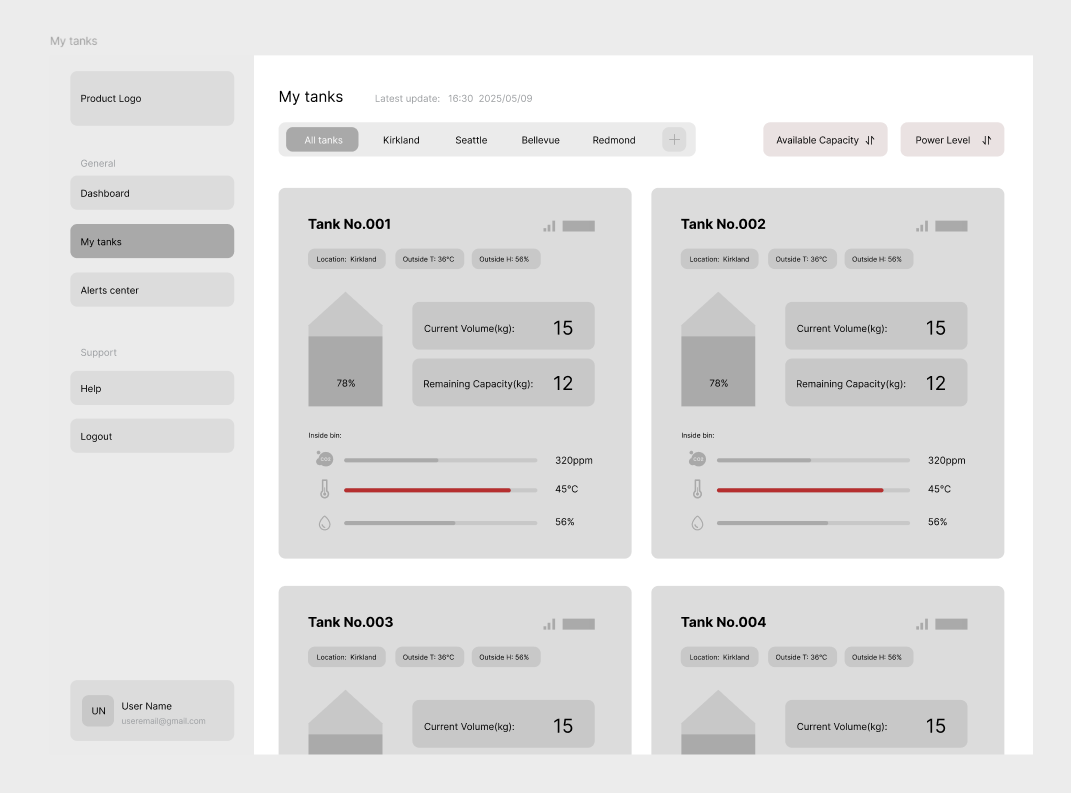 My tanks
Product Logo
General
Dashboard
My tanks
Alerts center
Support
Help
Logout
UN
User Name
useremail@gmail.com
My tanks
Latest update: 16:30 2025/05/09
All tanks Kirkland Seattle Bellevue Redmond
Available Capacity
Power Level
Tank No.001
Location: Kirkland Outside T: 36°C Outside H: 56%
78%
Current Volume(kg): 15
Remaining Capacity(kg): 12
Inside bin:
CO2
320ppm
45°C
56%
Tank No.002
Location: Kirkland Outside T: 36°C Outside H: 56%
78%
Current Volume(kg): 15
Remaining Capacity(kg): 12
Inside bin:
CO2
320ppm
45°C
56%
Tank No.003
Location: Kirkland Outside T: 36°C Outside H: 56%
Current Volume(kg): 15
Tank No.004
Location: Kirkland Outside T: 36°C Outside H: 56%
Current Volume(kg): 15